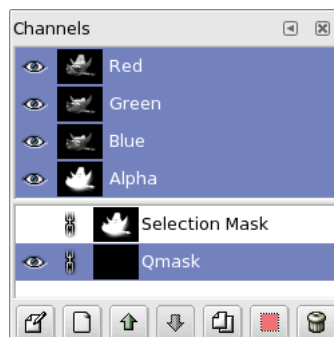 Channels
Red
Green
Blue
Alpha
Selection Mask
Qmask